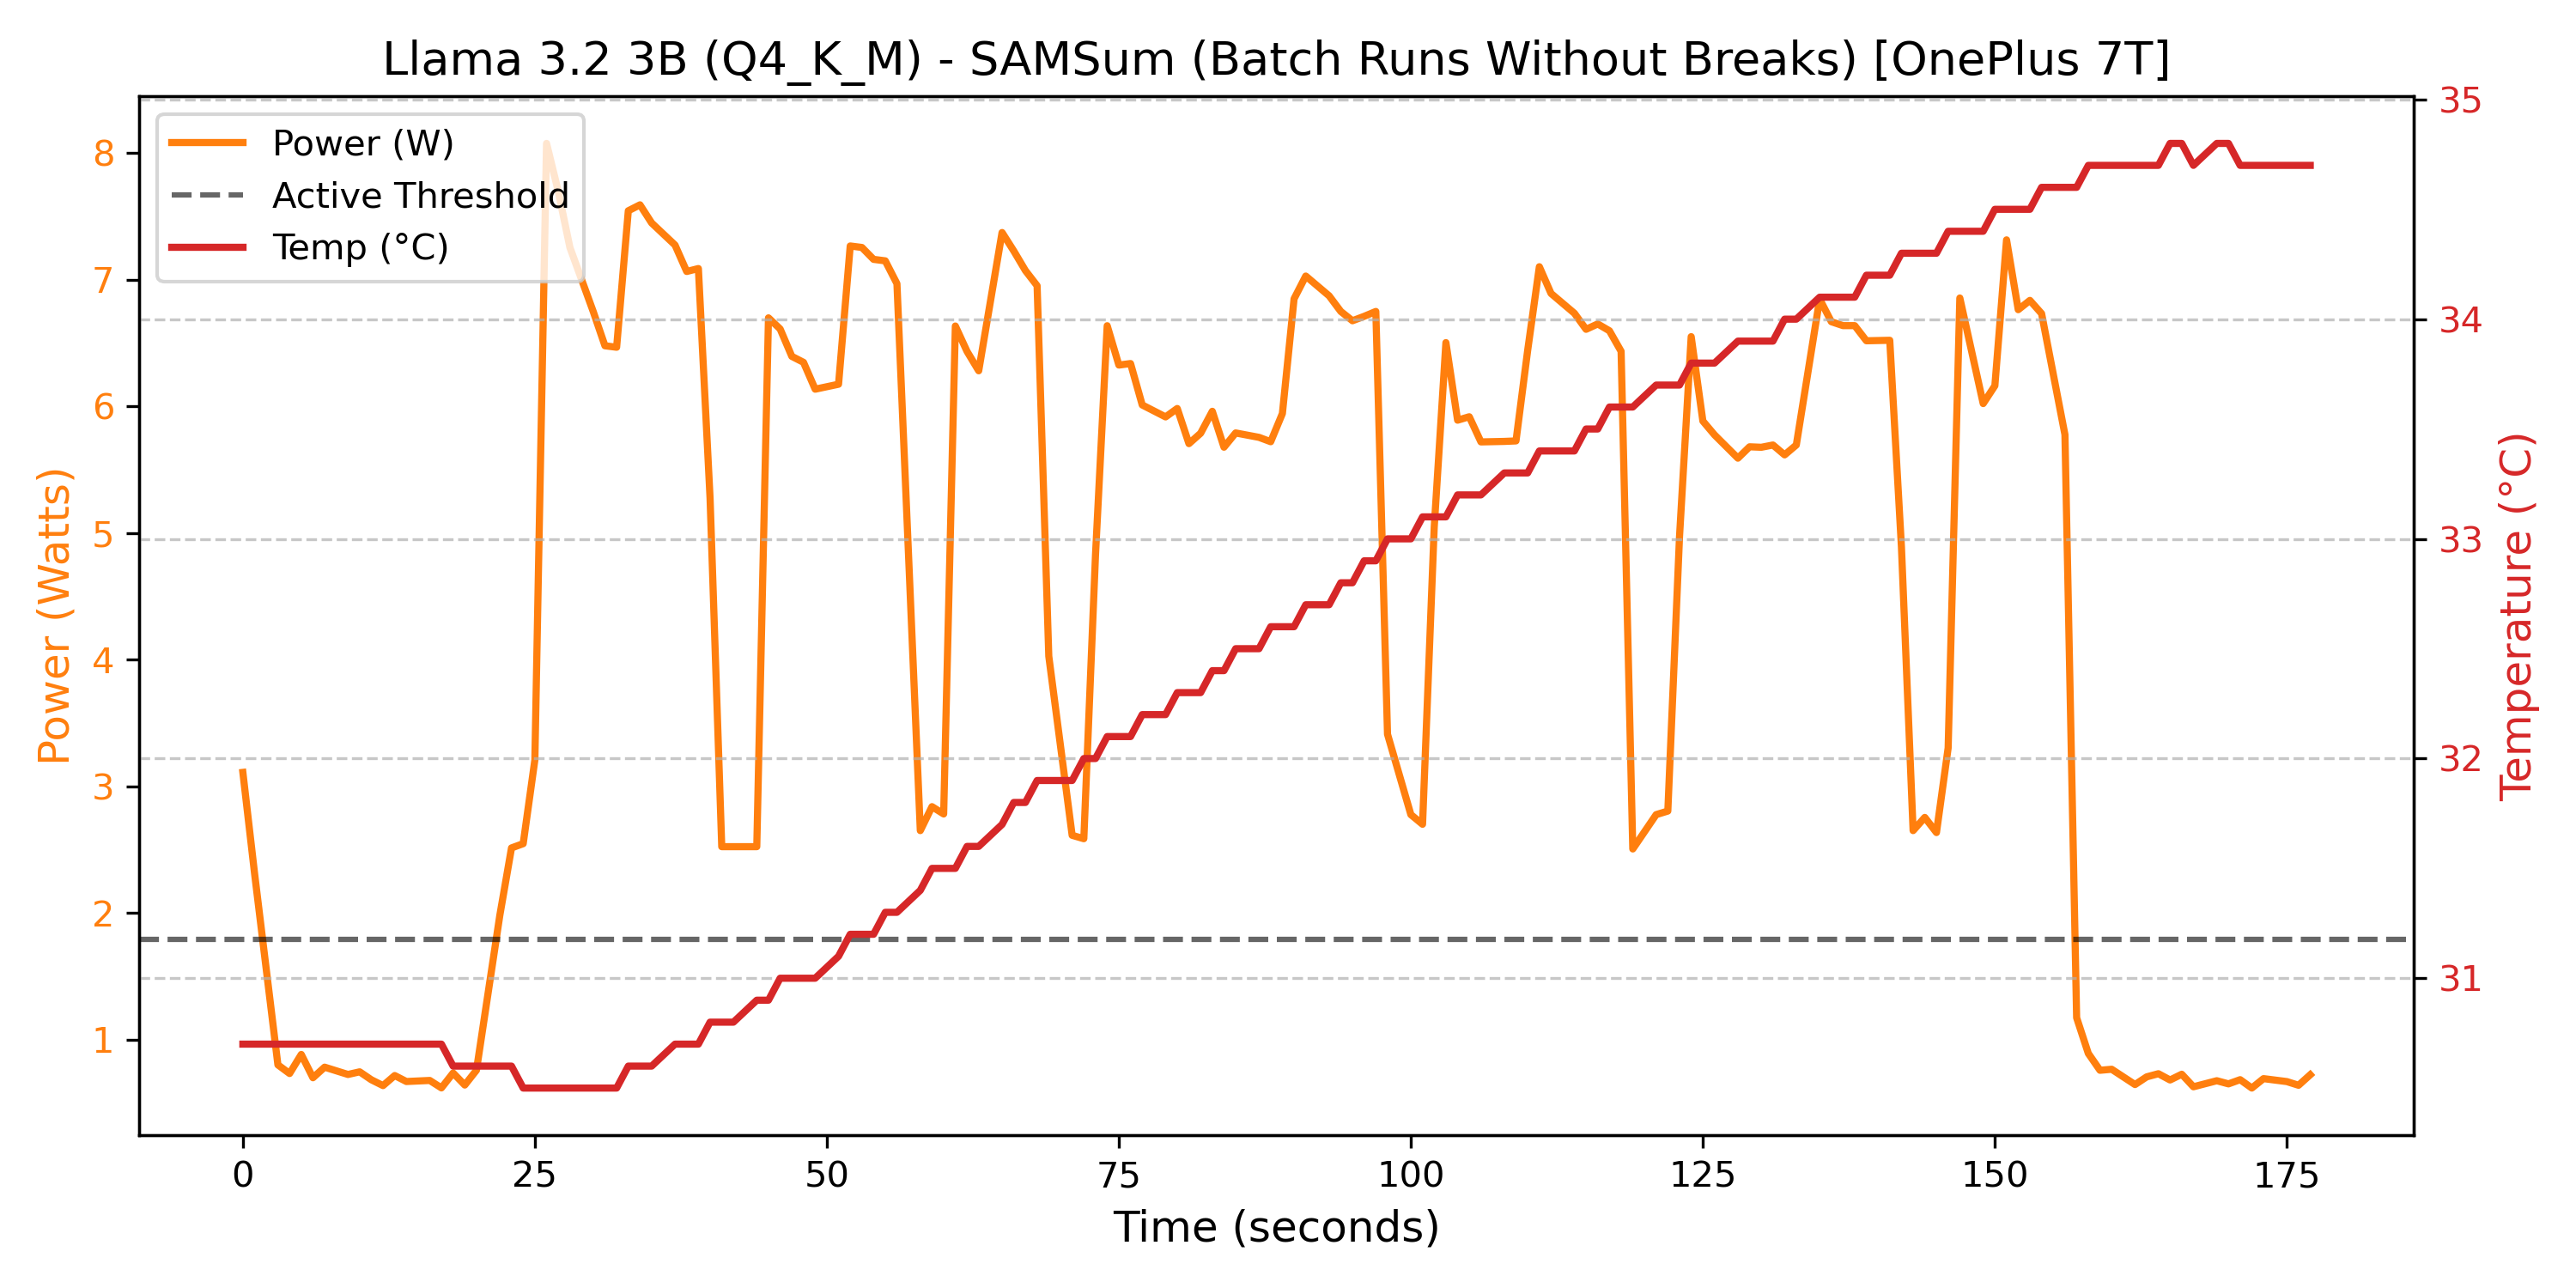 Llama 3.2 3B (Q4_K_M) - SAMSum (Batch Runs Without Breaks) [OnePlus 7T]
Power (W)
Active Threshold
Temp (°C)
Power (Watts)
8
7
6
5
4
3
2
1
35
34
33
32
31
Temperature (°C)
0 25 50 75 100 125 150 175
Time (seconds)